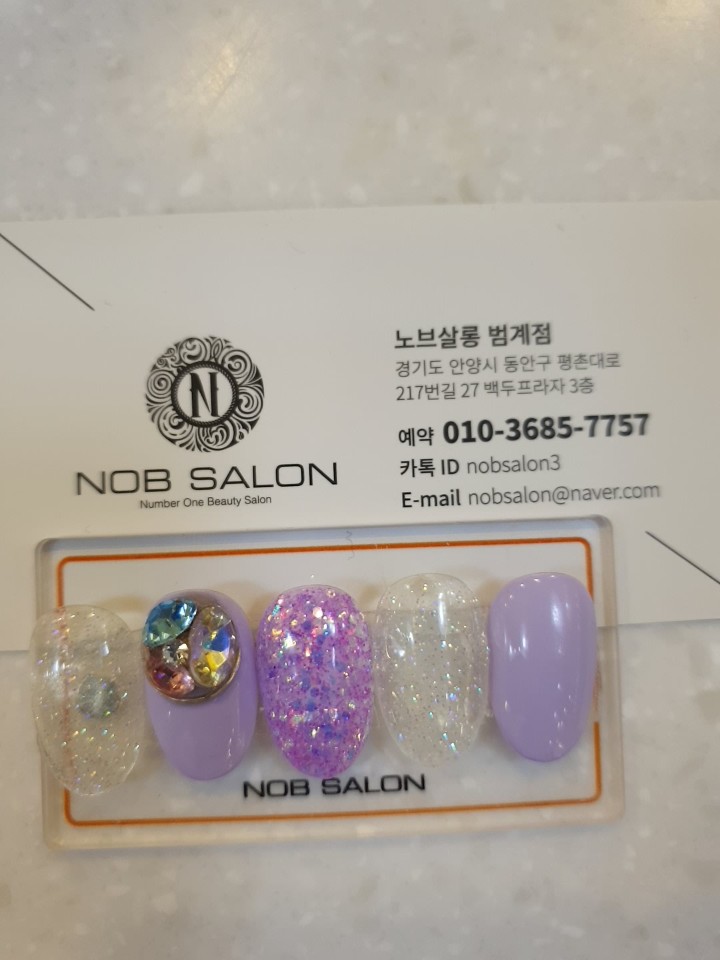 N
NOB SALON
Number One Beauty Salon
노브살롱 범계점
경기도 안양시 동안구 평촌대로
217번길 27 백두프라자 3층
예약 010-3685-7757
카톡 ID nobsalon3
E-mail nobsalon@naver.com
NOB SALON